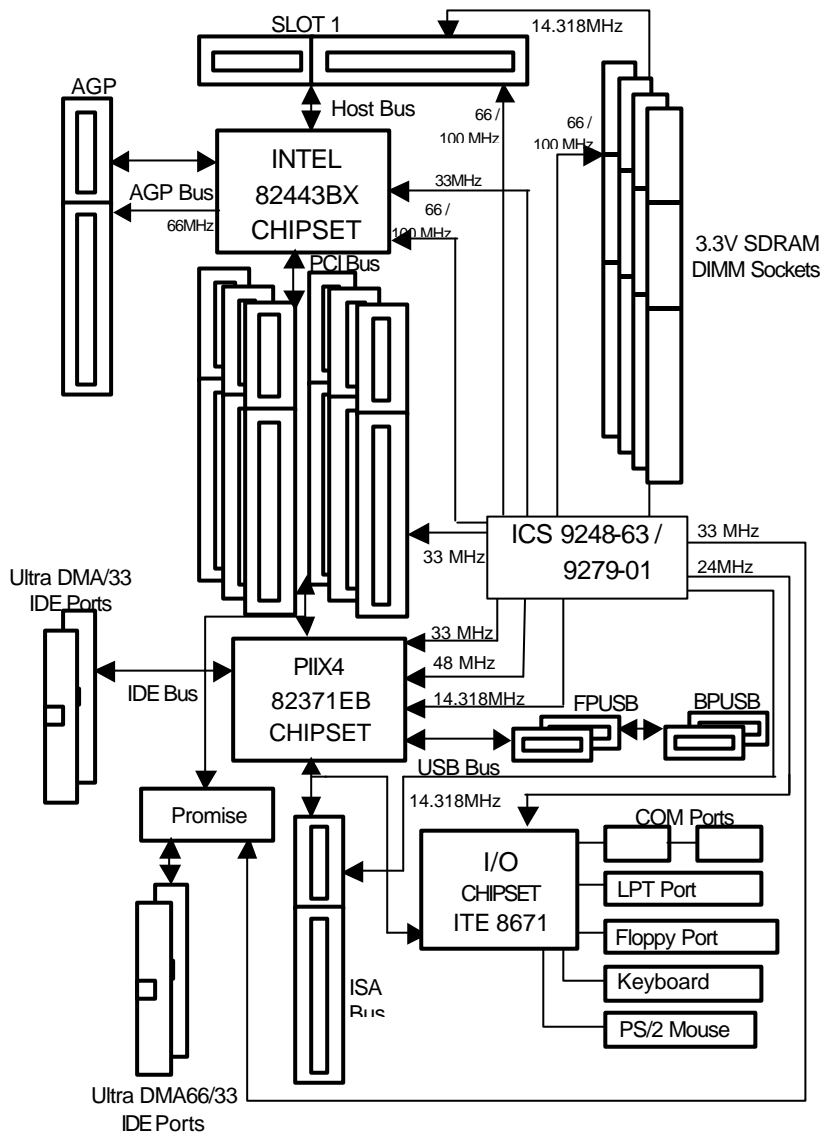 SLOT 1
14.318MHz
AGP
Host Bus
66 /
100 MHz
66 /
100 MHz
INTEL
82443BX
CHIPSET
AGP Bus
66MHz
33MHz
66 /
100 MHz
PCI Bus
3.3V SDRAM
DIMM Sockets
ICS 9248-63 /
9279-01
33 MHz
33 MHz
24MHz
Ultra DMA/33
IDE Ports
IDE Bus
PIIX4
82371EB
CHIPSET
33 MHz
48 MHz
14.318MHz
FPUSB
BPUSB
USB Bus
14.318MHz
Promise
COM Ports
I/O
CHIPSET
ITE 8671
LPT Port
Floppy Port
Keyboard
PS/2 Mouse
ISA
Bus
Ultra DMA66/33
IDE Ports